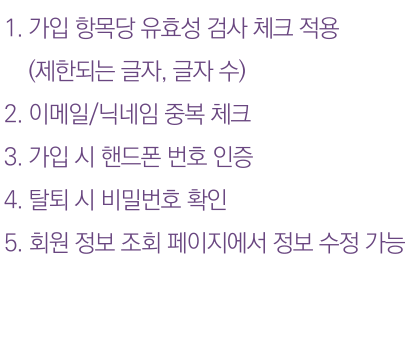 1. 가입 항목당 유효성 검사 체크 적용
(제한되는 글자, 글자 수)
2. 이메일/닉네임 중복 체크
3. 가입 시 핸드폰 번호 인증
4. 탈퇴 시 비밀번호 확인
5. 회원 정보 조회 페이지에서 정보 수정 가능